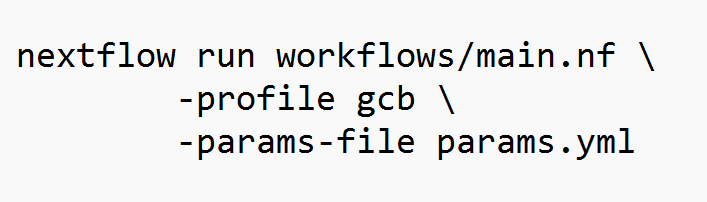 nextflow run workflows/main.nf \
-profile gcb \
-params-file params.yml